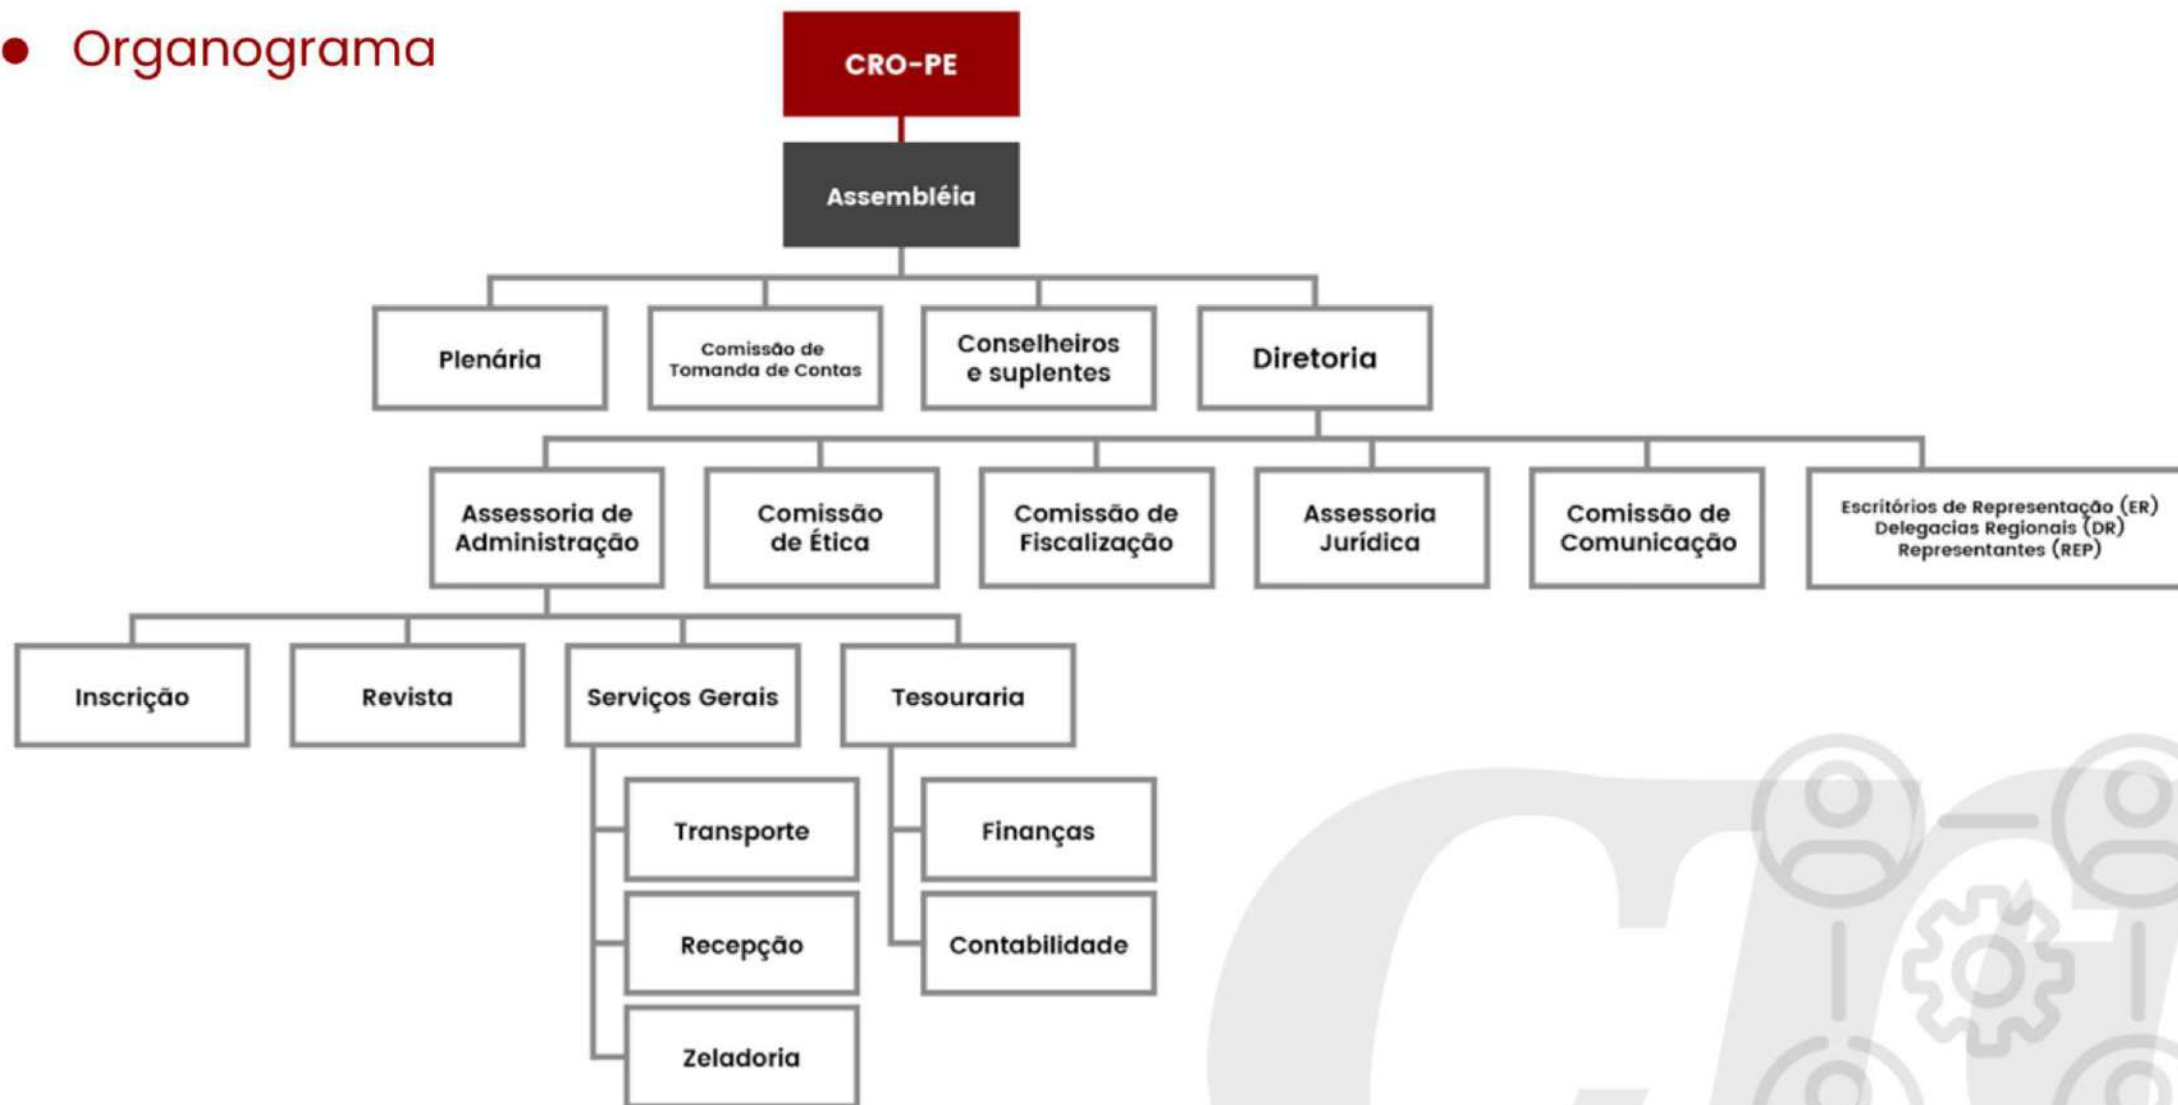 Organograma
CRO-PE
Assembléia
Plenária
Comissão de
Tomanda de Contas
Conselheiros
e suplentes
Diretoria
Assessoria de
Administração
Comissão
de Ética
Comissão de
Fiscalização
Assessoria
Jurídica
Comissão de
Comunicação
Escritórios de Representação (ER)
Delegacias Regionais (DR)
Representantes (REP)
Inscrição
Revista
Serviços Gerais
Tesouraria
Transporte
Recepção
Zeladoria
Finanças
Contabilidade